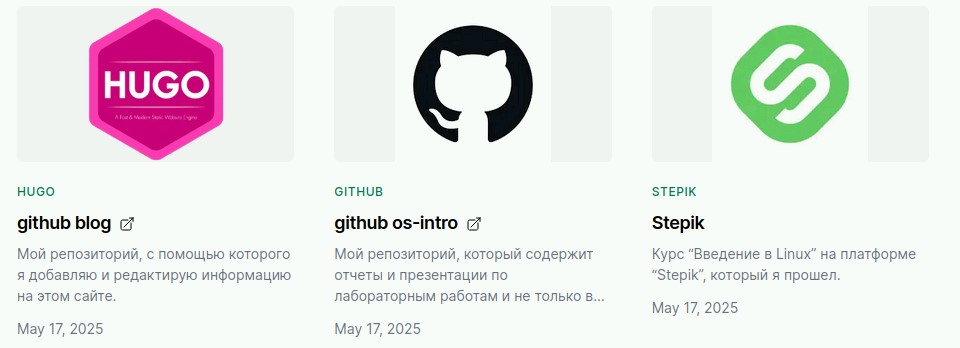 HUGO
A Fast & Modern Static Website Engine
HUGO
github blog
Мой репозиторий, с помощью которого
я добавляю и редактирую информацию
на этом сайте.
May 17, 2025
GITHUB
github os-intro
Мой репозиторий, который содержит
отчеты и презентации по
лабораторным работам и не только в...
May 17, 2025
STEPIK
Stepik
Курс “Введение в Linux” на платформе
“Stepik”, который я прошел.
May 17, 2025